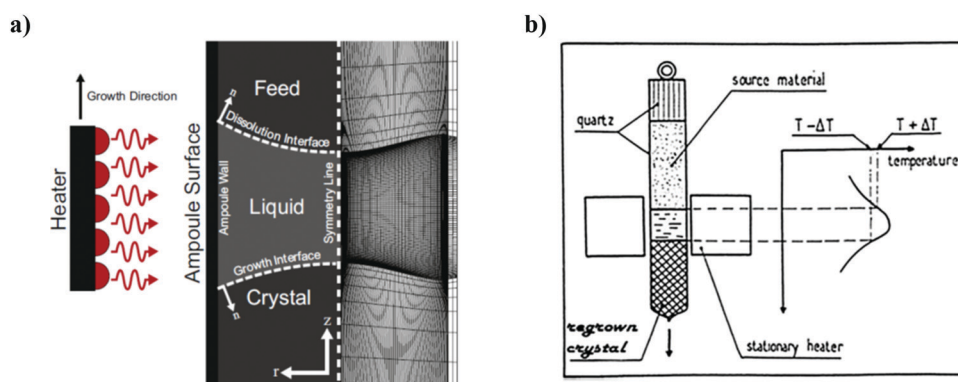 a)
Heater
Growth Direction
Ampoule Surface
Feed
n
Dissolution Interface
Ampoule Wall
Liquid
Symmetry Line
Growth Interface
n
Crystal
z
r
b)
source material
quartz
T-ΔT
T+ΔT
temperature
regrown
crystal
stationary heater